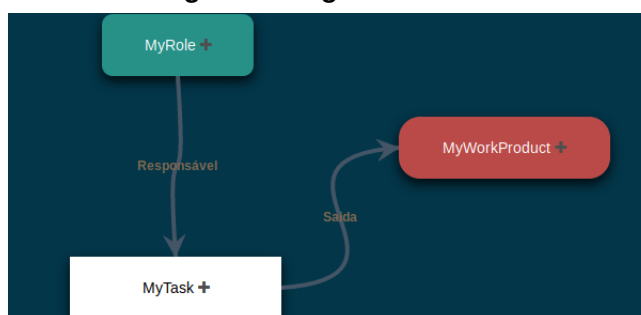 MyRole +
MyWorkProduct +
Responsável
Saída
MyTask +